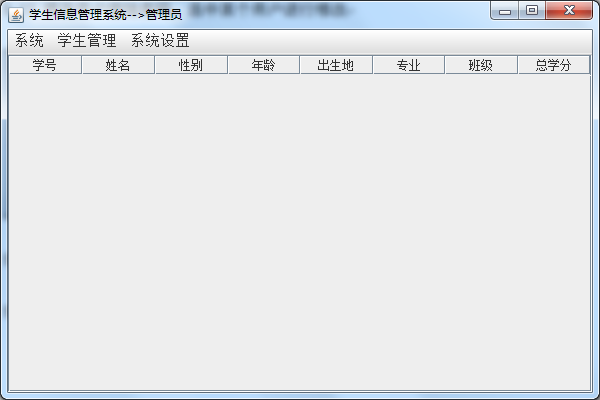 学生信息管理系统-->管理员
系统 学生管理 系统设置
学号 姓名 性别 年龄 出生地 专业 班级 总学分